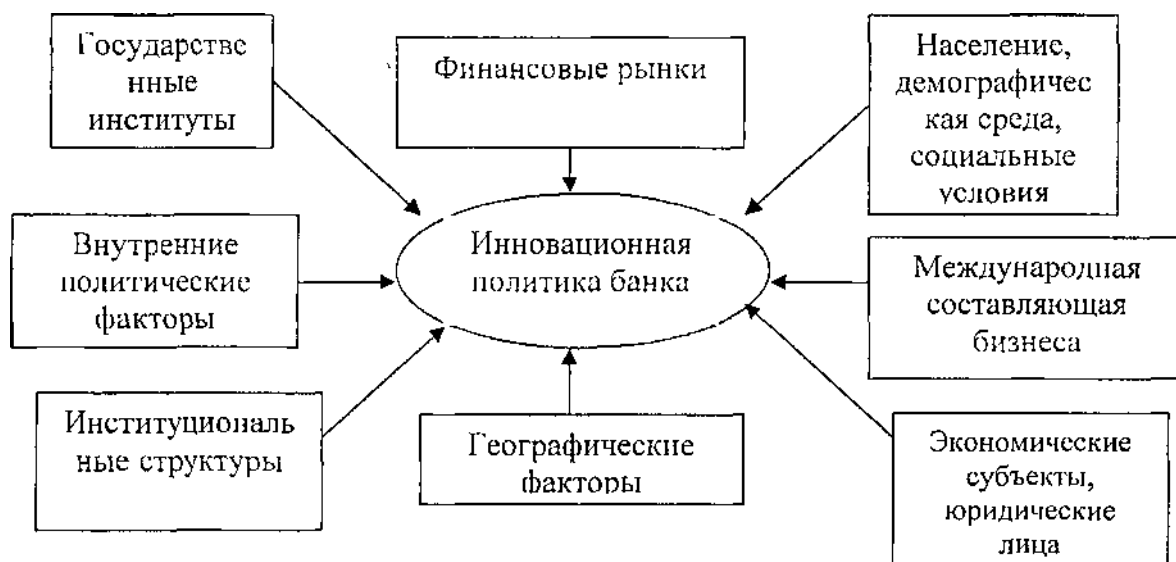 Государстве
нные
институты
Финансовые рынки
Население,
демографичес
кая среда,
социальные
условия
Внутренние
политические
факторы
Инновационная
политика банка
Международная
составляющая
бизнеса
Институциональ
ные структуры
Географические
факторы
Экономические
субъекты,
юридические
лица